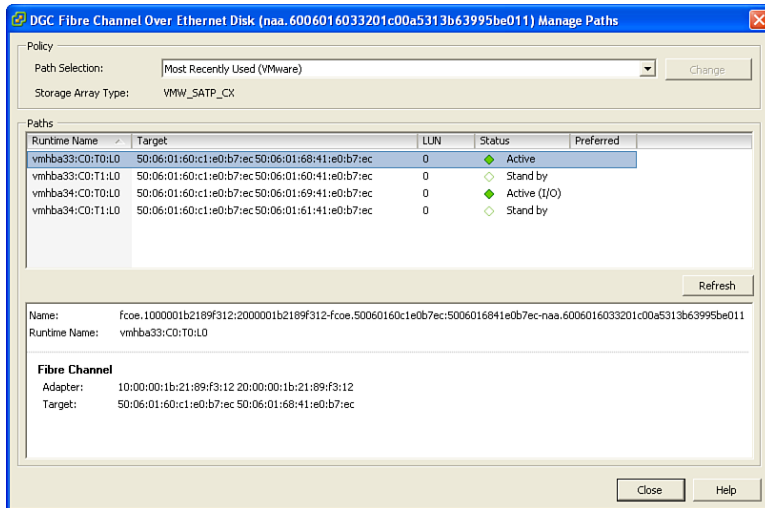 DGC Fibre Channel Over Ethernet Disk (naa.6006016033201c00a5313b63995be011) Manage Paths
Policy
Path Selection: Most Recently Used (VMware) Change
Storage Array Type: VMW_SATP_CX
Paths
Runtime Name Target LUN Status Preferred
vmhba33:C0:T0:L0 50:06:01:60:c1:e0:b7:ec 50:06:01:68:41:e0:b7:ec 0 Active
vmhba33:C0:T1:L0 50:06:01:60:c1:e0:b7:ec 50:06:01:60:41:e0:b7:ec 0 Stand by
vmhba34:C0:T0:L0 50:06:01:60:c1:e0:b7:ec 50:06:01:69:41:e0:b7:ec 0 Active (I/O)
vmhba34:C0:T1:L0 50:06:01:60:c1:e0:b7:ec 50:06:01:61:41:e0:b7:ec 0 Stand by
Refresh
Name: fcoe.1000001b2189f312:2000001b2189f312-fcoe.50060160c1e0b7ec:5006016841e0b7ec-naa.6006016033201c00a5313b63995be011
Runtime Name: vmhba33:C0:T0:L0
Fibre Channel
Adapter: 10:00:00:1b:21:89:f3:12 20:00:00:1b:21:89:f3:12
Target: 50:06:01:60:c1:e0:b7:ec 50:06:01:68:41:e0:b7:ec
Close Help